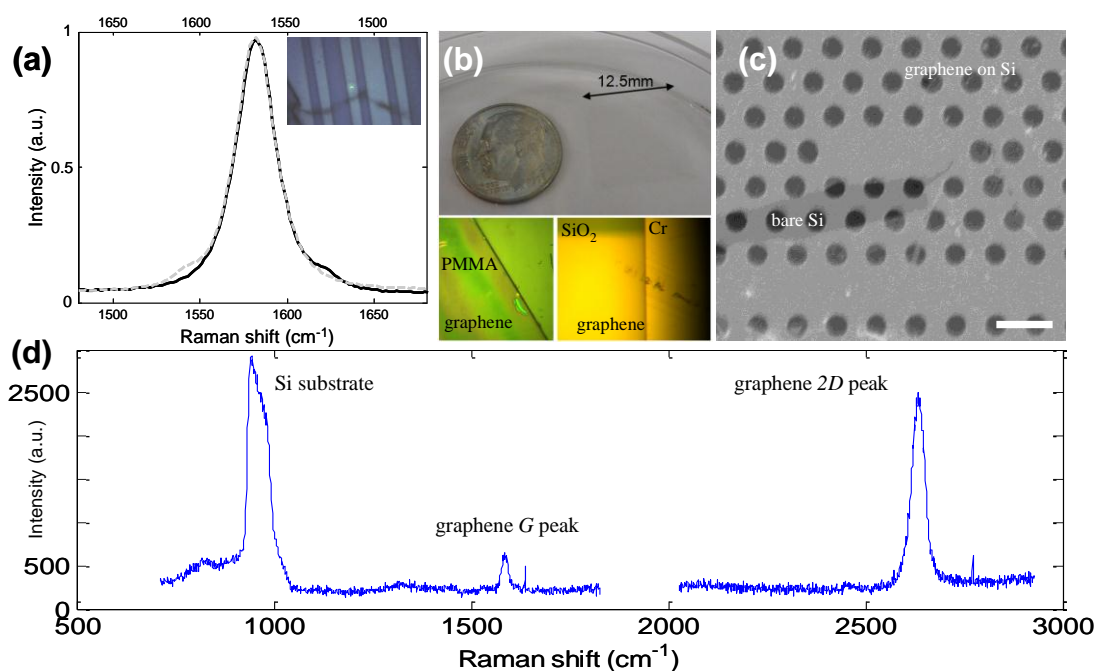 (a)
1650 1600 1550 1500
1
0.5
0
Intensity (a.u.)
1500 1550 1600 1650
Raman shift (cm⁻¹)
(b)
12.5mm
PMMA
graphene
SiO₂
Cr
graphene
(c)
graphene on Si
bare Si
(d)
Intensity (a.u.)
2500
500
0
Si substrate
graphene G peak
graphene 2D peak
500 1000 1500 2000 2500 3000
Raman shift (cm⁻¹)